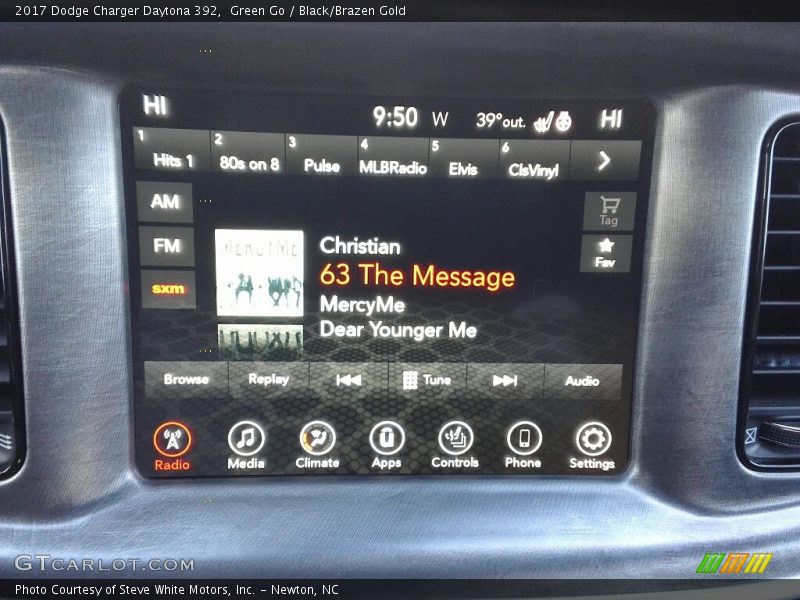 2017 Dodge Charger Daytona 392, Green Go / Black/Brazen Gold
HI 9:50 W 39° out. HI
1 2 3 4 5 6
Hits 1 80s on 8 Pulse MLBRadio Elvis ClsVinyl
AM
FM
sxm
Tag
Fav
MERCYME
Christian
63 The Message
MercyMe
Dear Younger Me
Browse Replay Tune Audio
Radio Media Climate Apps Controls Phone Settings
GTCARLOT.COM
Photo Courtesy of Steve White Motors, Inc. – Newton, NC